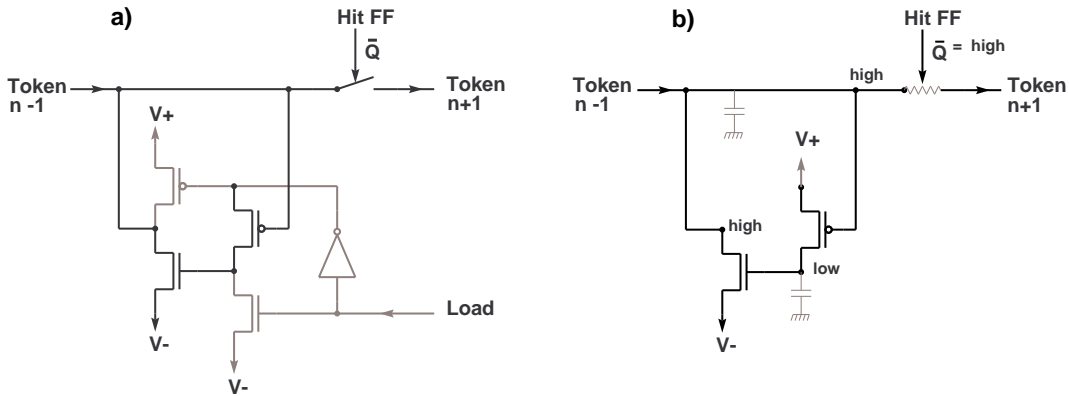 a)
Hit FF
Q̄
Token
n -1
Token
n+1
V+
V-
V-
Load
b)
Hit FF
Q̄ = high
Token
n -1
high
Token
n+1
V+
high
low
V-